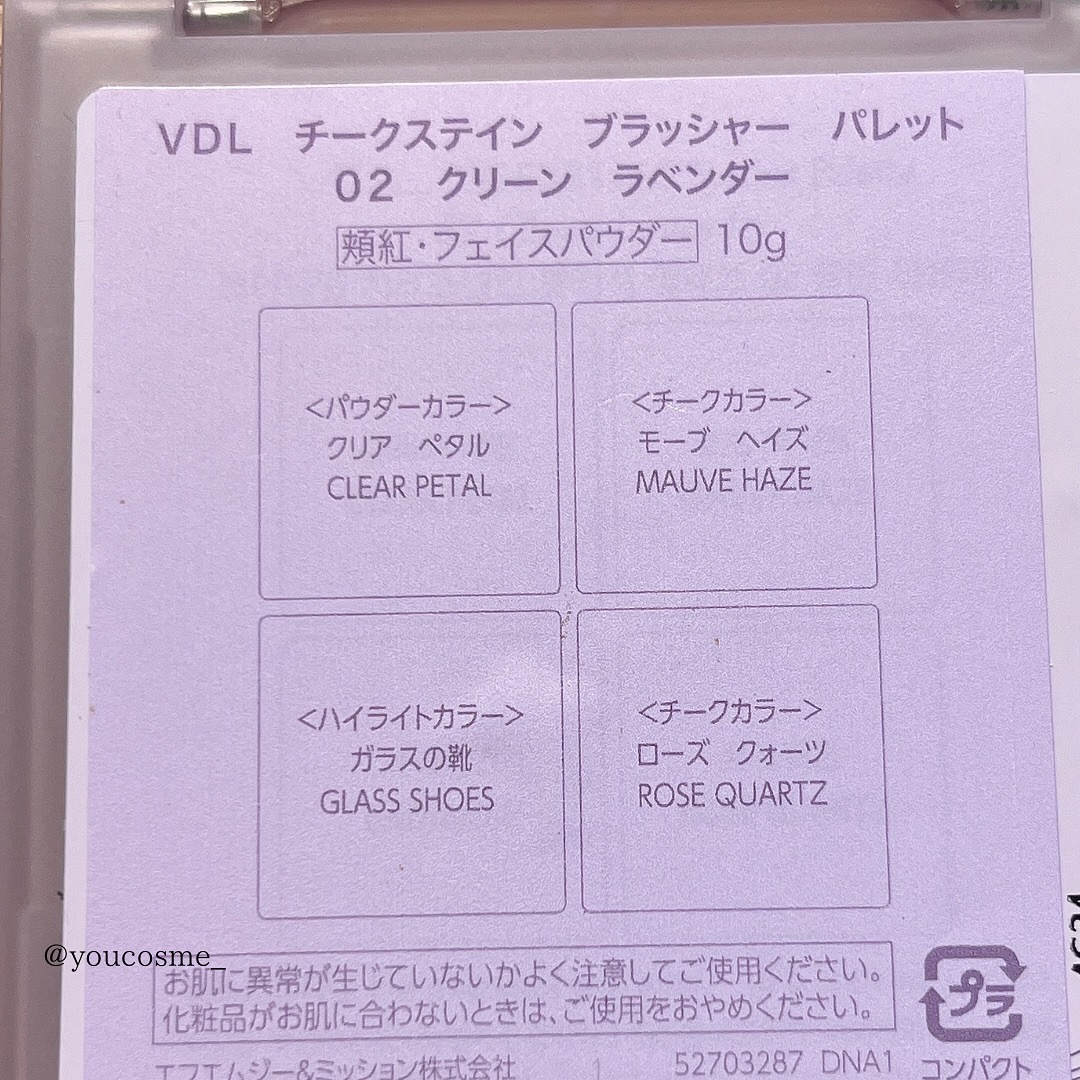 VDL　チークステイン　ブラッシャー　パレット
02　クリーン　ラベンダー
頬紅・フェイスパウダー 10g
<パウダーカラー>
クリア　ペタル
CLEAR PETAL
<チークカラー>
モーブ　ヘイズ
MAUVE HAZE
<ハイライトカラー>
ガラスの靴
GLASS SHOES
<チークカラー>
ローズ　クォーツ
ROSE QUARTZ
@youcosme_
お肌に異常が生じていないかよく注意してご使用ください。
化粧品がお肌に合わないときは、ご使用をおやめください。
プラ
エフエムジー&ミッション株式会社　1　52703287 DNA1
コンパクト